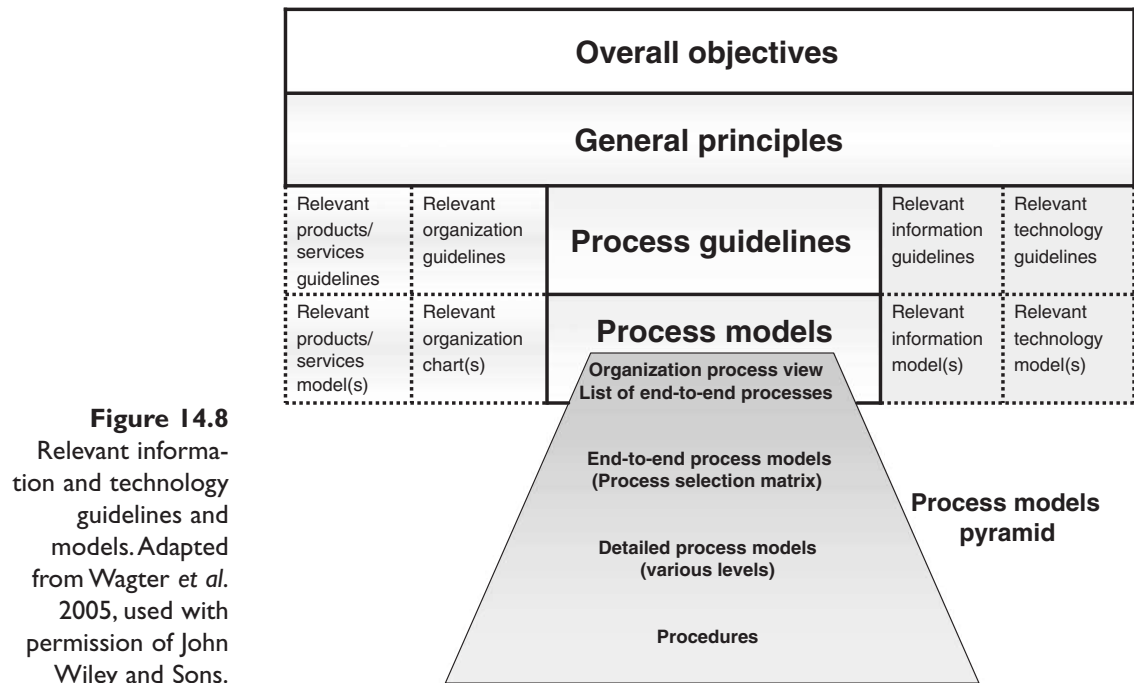 Overall objectives
General principles
Relevant
products/
services
guidelines
Relevant
organization
guidelines
Process guidelines
Relevant
information
guidelines
Relevant
technology
guidelines
Relevant
products/
services
model(s)
Relevant
organization
chart(s)
Process models
Relevant
information
model(s)
Relevant
technology
model(s)
Organization process view
List of end-to-end processes
End-to-end process models
(Process selection matrix)
Detailed process models
(various levels)
Procedures
Process models
pyramid
Figure 14.8
Relevant informa-
tion and technology
guidelines and
models. Adapted
from Wagter et al.
2005, used with
permission of John
Wiley and Sons.